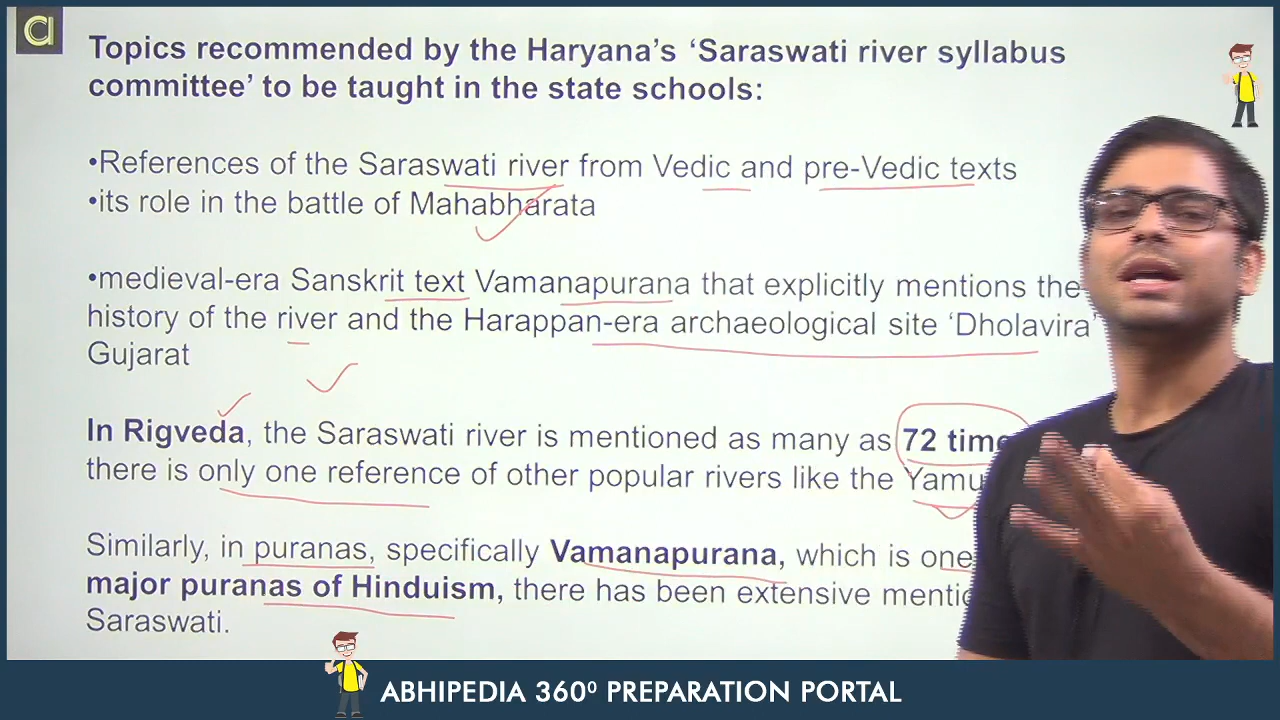 a
Topics recommended by the Haryana's 'Saraswati river syllabus
committee' to be taught in the state schools:
•References of the Saraswati river from Vedic and pre-Vedic texts
•its role in the battle of Mahabharata
•medieval-era Sanskrit text Vamanapurana that explicitly mentions the
history of the river and the Harappan-era archaeological site 'Dholavira'
Gujarat
In Rigveda, the Saraswati river is mentioned as many as 72
there is only one reference of other popular rivers like the
Similarly, in puranas, specifically Vamanapurana, which is one
major puranas of Hinduism, there has been extensive
Saraswati.
ABHIPEDIA 360⁰ PREPARATION PORTAL